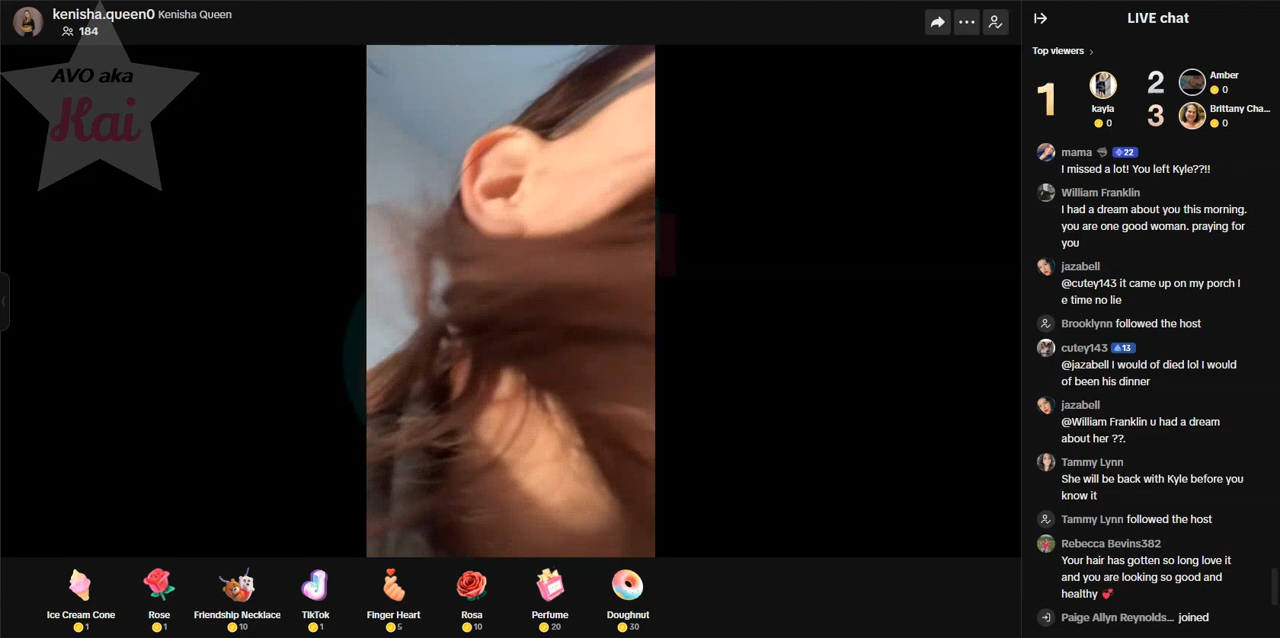 kenisha.queen0 Kenisha Queen
184
AVO aka
Kai
LIVE chat
Top viewers >
1
kayla
0
2
Amber
0
3
Brittany Cha...
0
mama 22
I missed a lot! You left Kyle??!!
William Franklin
I had a dream about you this morning.
you are one good woman. praying for
you
jazabell
@cutey143 it came up on my porch I
e time no lie
Brooklynn followed the host
cutey143 13
@jazabell I would of died lol I would
of been his dinner
jazabell
@William Franklin u had a dream
about her ??.
Tammy Lynn
She will be back with Kyle before you
know it
Tammy Lynn followed the host
Rebecca Bevins382
Your hair has gotten so long love it
and you are looking so good and
healthy 💕
Paige Allyn Reynolds... joined
Ice Cream Cone
1
Rose
1
Friendship Necklace
10
TikTok
1
Finger Heart
5
Rosa
10
Perfume
20
Doughnut
30